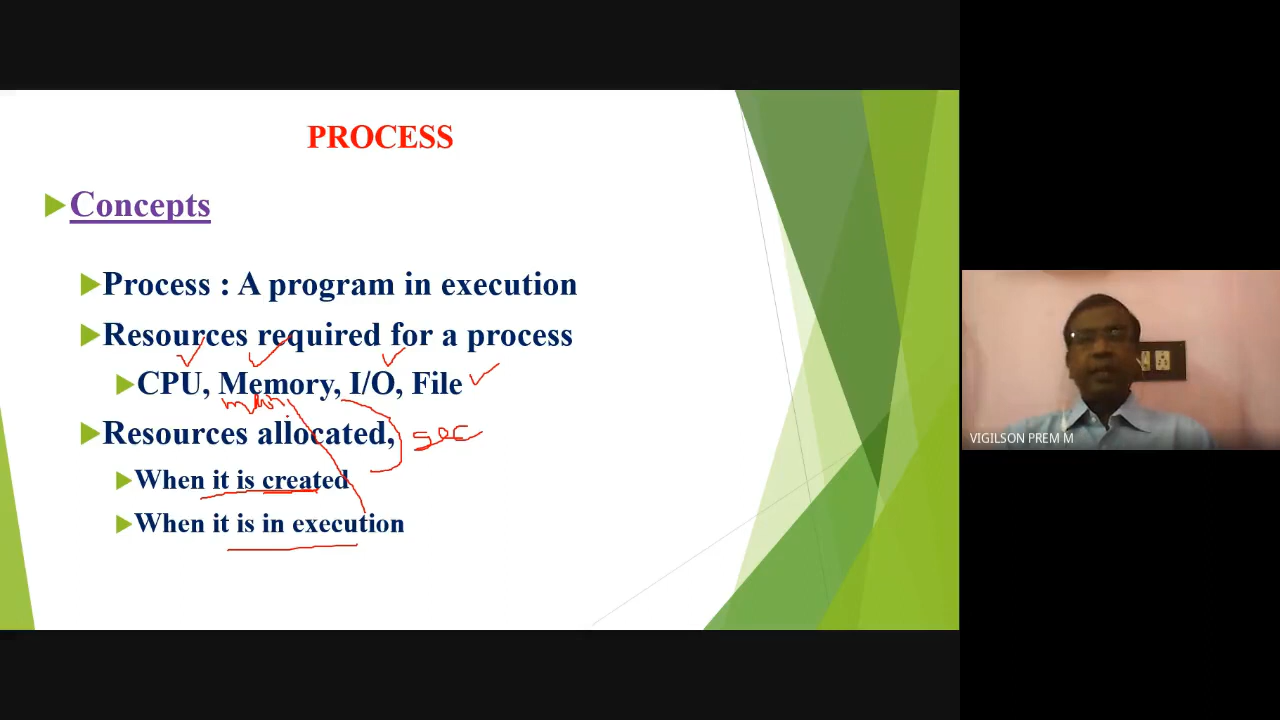 PROCESS
Concepts
Process : A program in execution
Resources required for a process
CPU, Memory, I/O, File
main
Resources allocated,
sec
When it is created
When it is in execution
VIGILSON PREM M